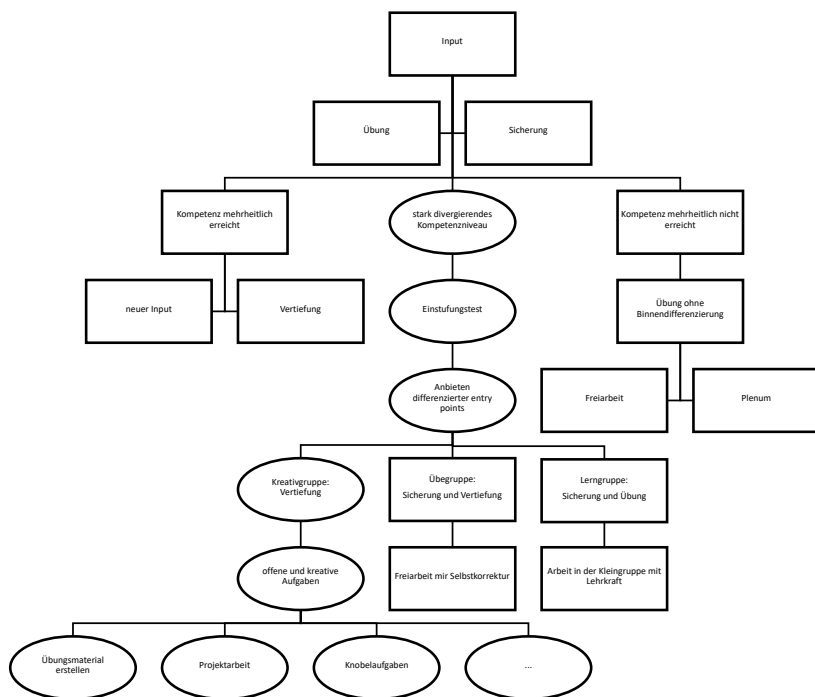 Input
Übung
Sicherung
Kompetenz mehrheitlich
erreicht
stark divergierendes
Kompetenzniveau
Kompetenz mehrheitlich nicht
erreicht
neuer Input
Vertiefung
Einstufungstest
Übung ohne
Binnendifferenzierung
Anbieten
differenzierter entry
points
Freiarbeit
Plenum
Kreativgruppe:
Vertiefung
Übegruppe:
Sicherung und Vertiefung
Lerngruppe:
Sicherung und Übung
offene und kreative
Aufgaben
Freiarbeit mir Selbstkorrektur
Arbeit in der Kleingruppe mit
Lehrkraft
Übungsmaterial
erstellen
Projektarbeit
Knobelaufgaben
...